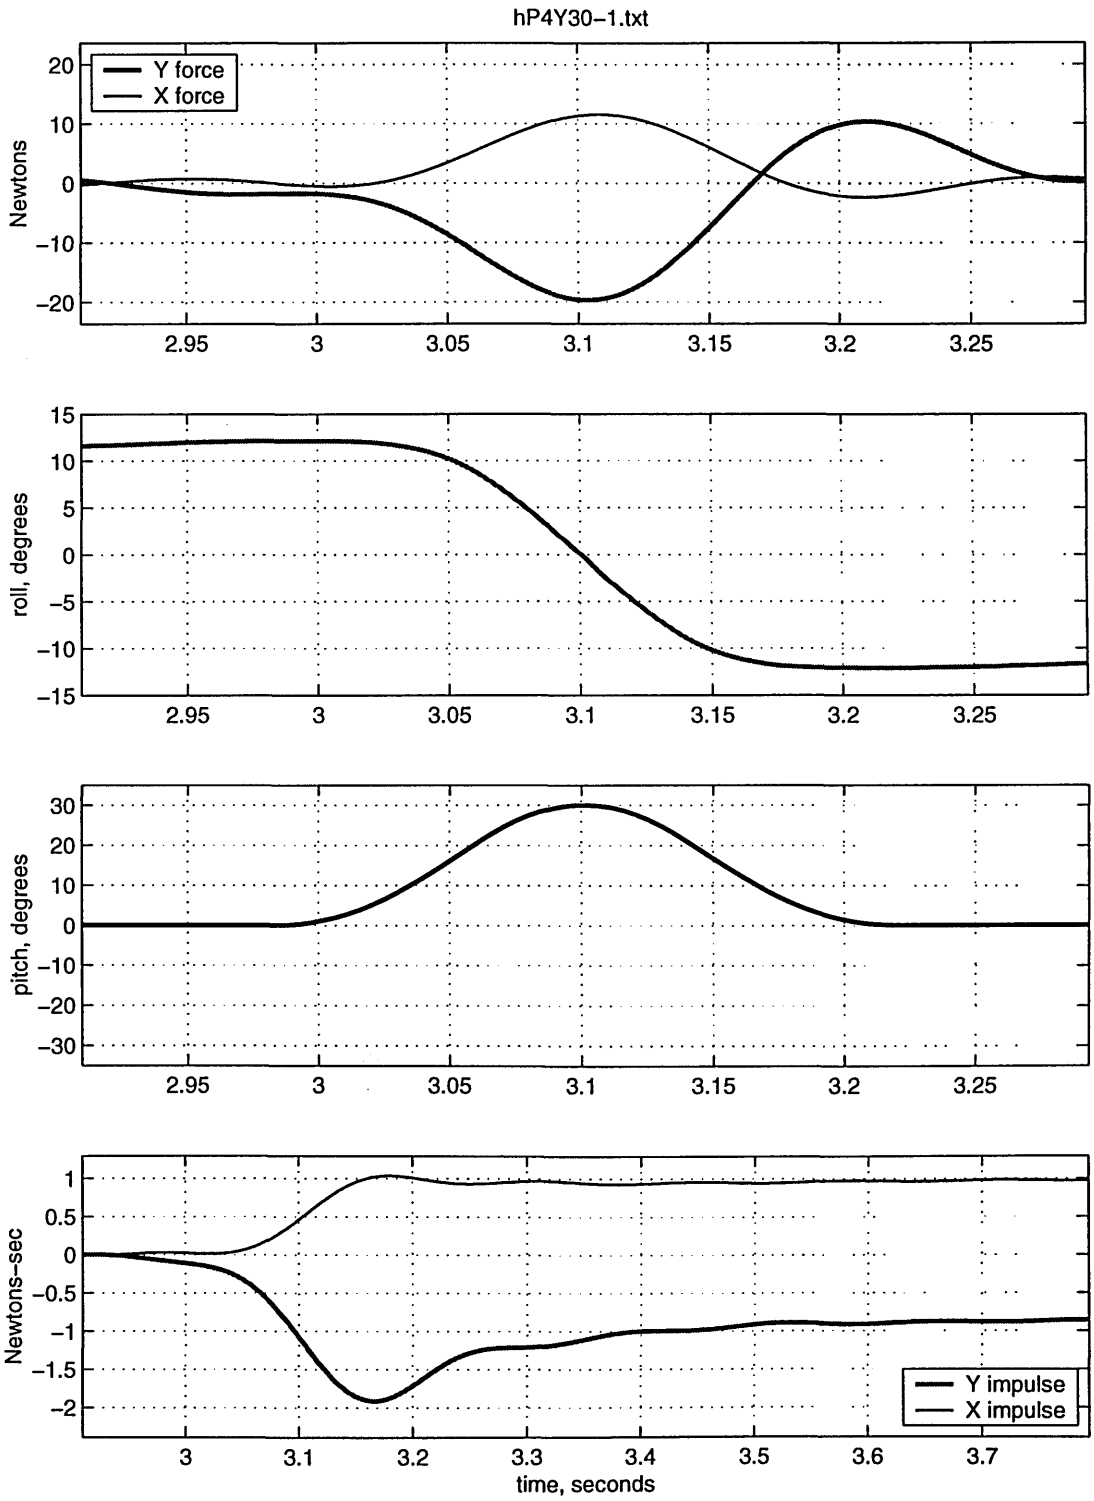 hP4Y30−1.txt
Newtons
20
10
0
−10
−20
Y force
X force
2.95 3 3.05 3.1 3.15 3.2 3.25
roll, degrees
15
10
5
0
−5
−10
−15
2.95 3 3.05 3.1 3.15 3.2 3.25
pitch, degrees
30
20
10
0
−10
−20
−30
2.95 3 3.05 3.1 3.15 3.2 3.25
Newtons−sec
1
0.5
0
−0.5
−1
−1.5
−2
Y impulse
X impulse
3 3.1 3.2 3.3 3.4 3.5 3.6 3.7
time, seconds